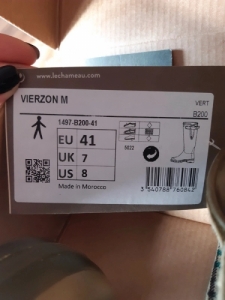 www.lechameau.com
VIERZON M
VERT
B200
1497-B200-41
EU 41
UK 7
US 8
Made in Morocco
3 540788 760842